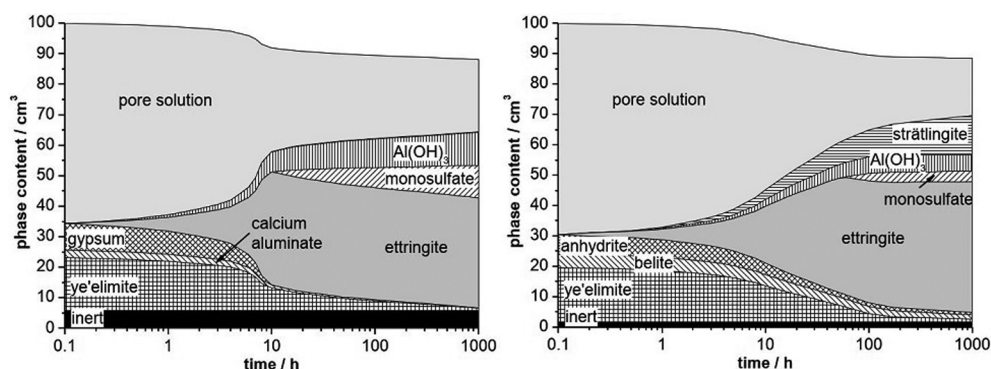 100
90
80
70
60
50
40
30
20
10
0
phase content / cm³
pore solution
Al(OH)₃
monosulfate
calcium
aluminate
gypsum
ettringite
ye'elimite
inert
0.1
1
10
100
1000
time / h
100
90
80
70
60
50
40
30
20
10
0
phase content / cm³
pore solution
strätlingite
Al(OH)₃
monosulfate
ettringite
anhydrite
belite
ye'elimite
inert
0.1
1
10
100
1000
time / h